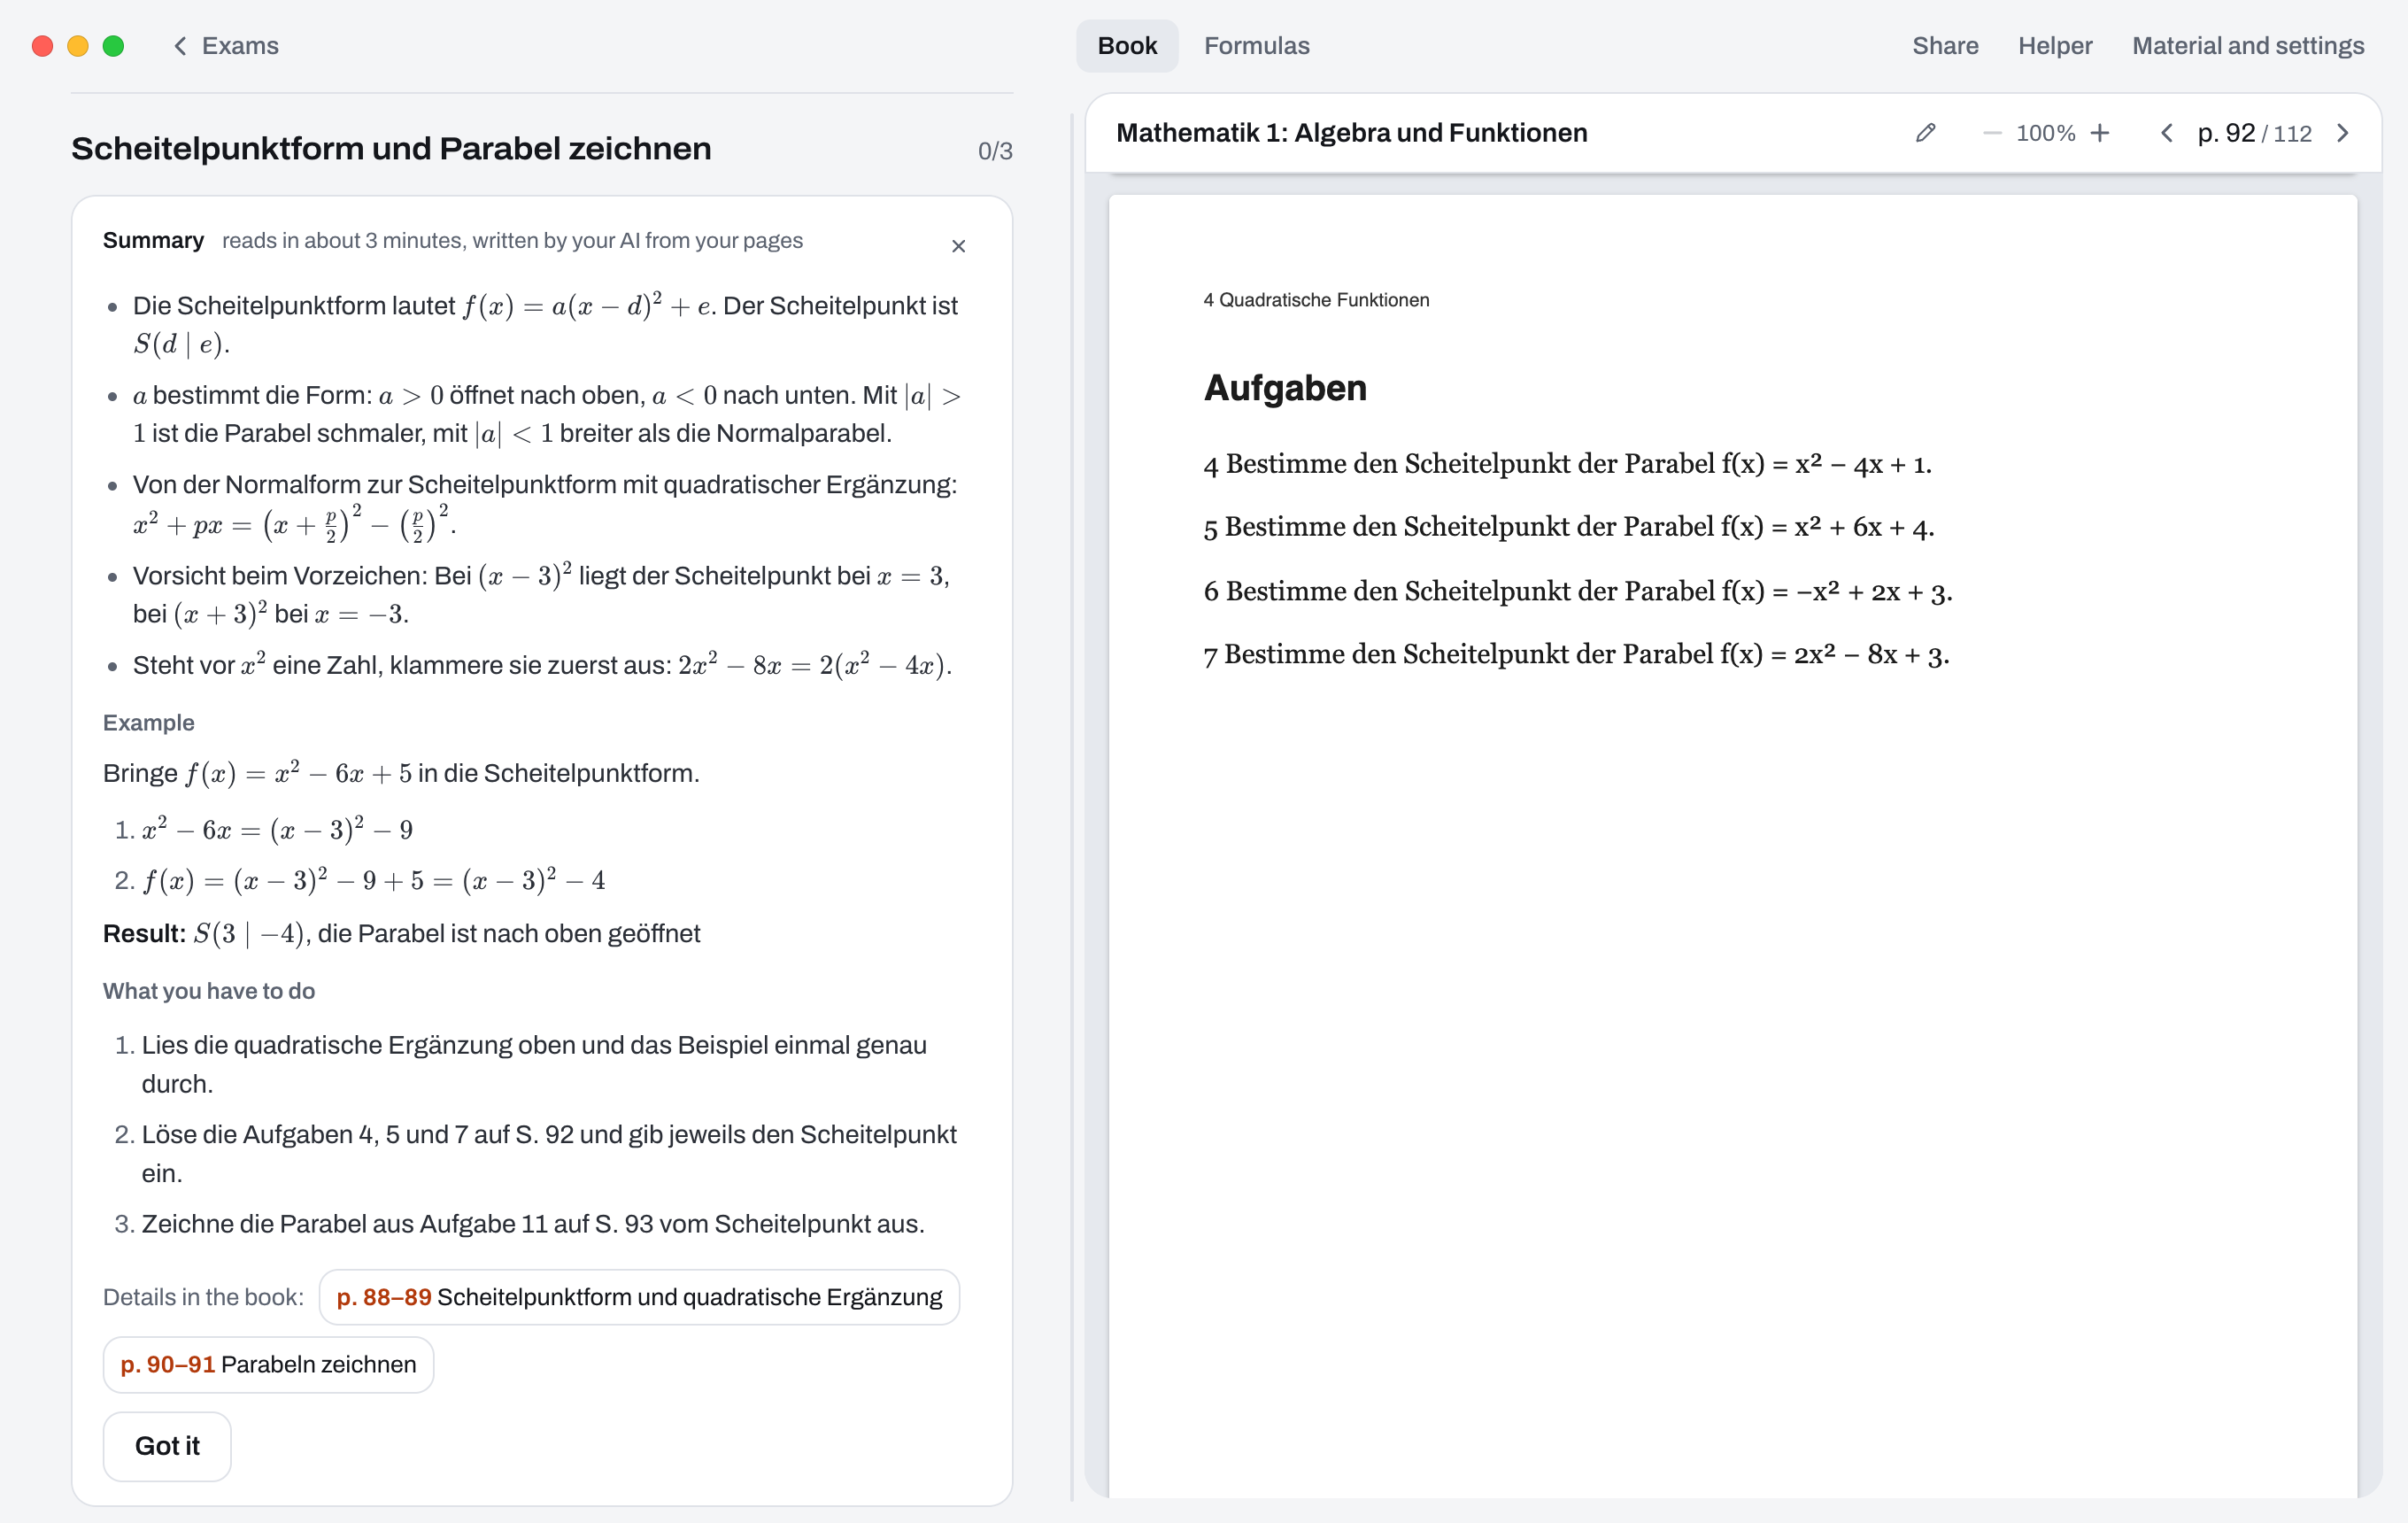 Exams
Book
Formulas
Share
Helper
Material and settings
Scheitelpunktform und Parabel zeichnen
0/3
Summary reads in about 3 minutes, written by your AI from your pages
×
• Die Scheitelpunktform lautet f(x) = a(x − d)² + e. Der Scheitelpunkt ist
S(d | e).
• a bestimmt die Form: a > 0 öffnet nach oben, a < 0 nach unten. Mit |a| >
1 ist die Parabel schmaler, mit |a| < 1 breiter als die Normalparabel.
• Von der Normalform zur Scheitelpunktform mit quadratischer Ergänzung:
x² + px = (x + p/2)² − (p/2)².
• Vorsicht beim Vorzeichen: Bei (x − 3)² liegt der Scheitelpunkt bei x = 3,
bei (x + 3)² bei x = −3.
• Steht vor x² eine Zahl, klammere sie zuerst aus: 2x² − 8x = 2(x² − 4x).
Example
Bringe f(x) = x² − 6x + 5 in die Scheitelpunktform.
1. x² − 6x = (x − 3)² − 9
2. f(x) = (x − 3)² − 9 + 5 = (x − 3)² − 4
Result: S(3 | −4), die Parabel ist nach oben geöffnet
What you have to do
1. Lies die quadratische Ergänzung oben und das Beispiel einmal genau
durch.
2. Löse die Aufgaben 4, 5 und 7 auf S. 92 und gib jeweils den Scheitelpunkt
ein.
3. Zeichne die Parabel aus Aufgabe 11 auf S. 93 vom Scheitelpunkt aus.
Details in the book: p. 88–89 Scheitelpunktform und quadratische Ergänzung
p. 90–91 Parabeln zeichnen
Got it
Mathematik 1: Algebra und Funktionen
− 100% +
p. 92 / 112
4 Quadratische Funktionen
Aufgaben
4 Bestimme den Scheitelpunkt der Parabel f(x) = x² − 4x + 1.
5 Bestimme den Scheitelpunkt der Parabel f(x) = x² + 6x + 4.
6 Bestimme den Scheitelpunkt der Parabel f(x) = −x² + 2x + 3.
7 Bestimme den Scheitelpunkt der Parabel f(x) = 2x² − 8x + 3.